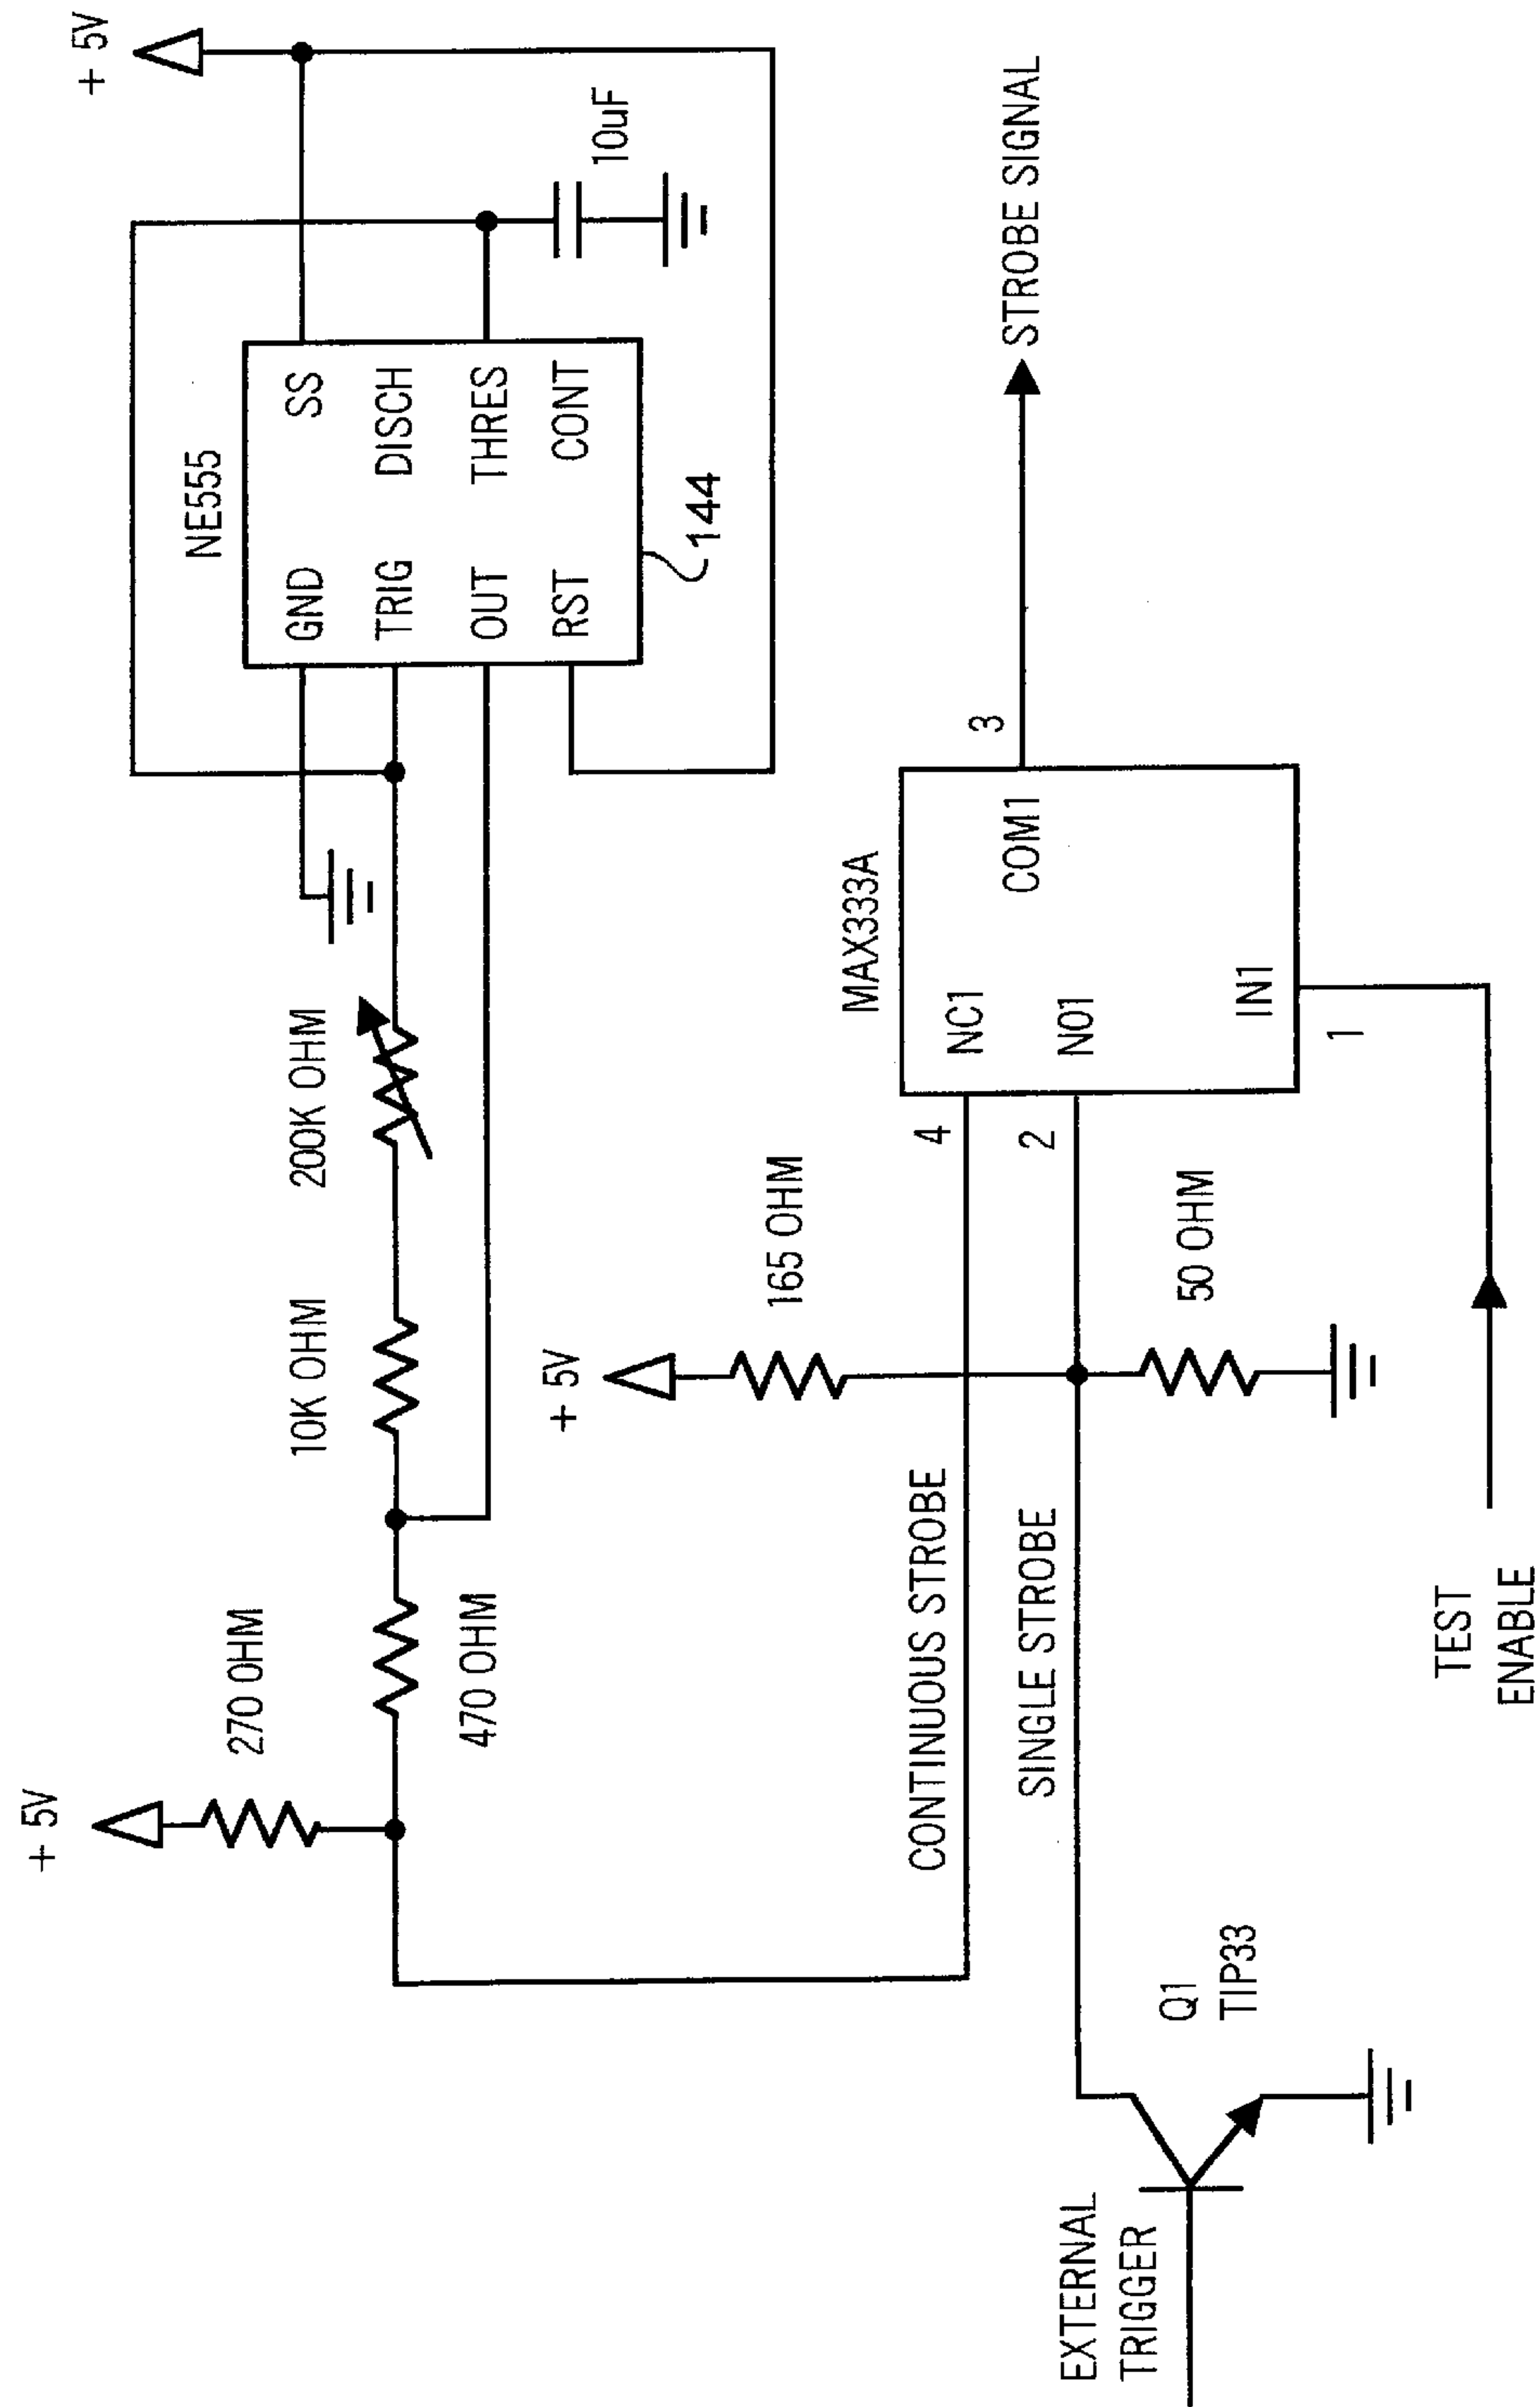 + 5V
270 OHM
470 OHM
10K OHM
200K OHM
NE555
GND
SS
TRIG
DISCH
OUT
THRES
RST
CONT
144
+ 5V
10uF
+ 5V
165 OHM
CONTINUOUS STROBE
SINGLE STROBE
50 OHM
MAX333A
4
2
NC1
NO1
COM1
IN1
3
1
STROBE SIGNAL
EXTERNAL
TRIGGER
Q1
TIP33
TEST
ENABLE